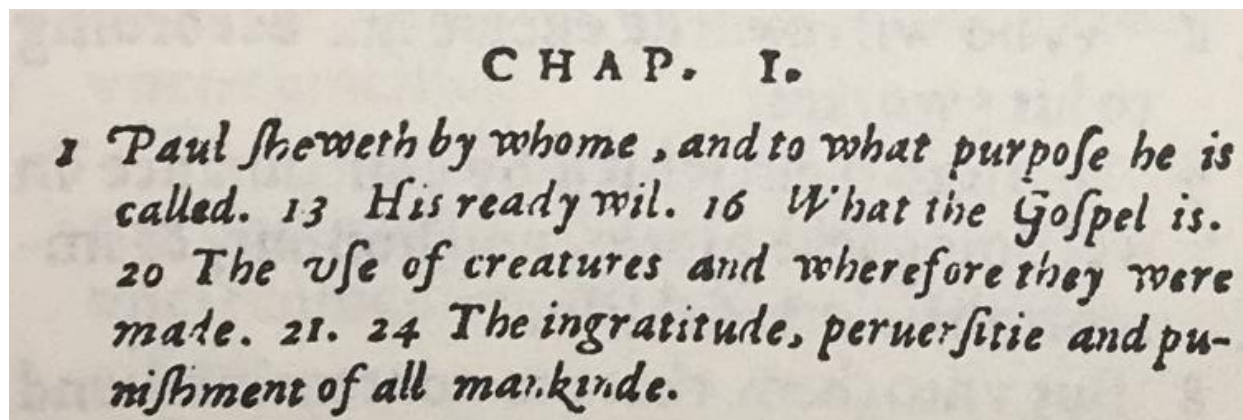 CHAP. I.
1 Paul ſheweth by whome, and to what purpoſe he is
called. 13 His ready wil. 16 What the Goſpel is.
20 The vſe of creatures and wherefore they were
made. 21. 24 The ingratitude, peruerſitie and pu-
niſhment of all mankinde.